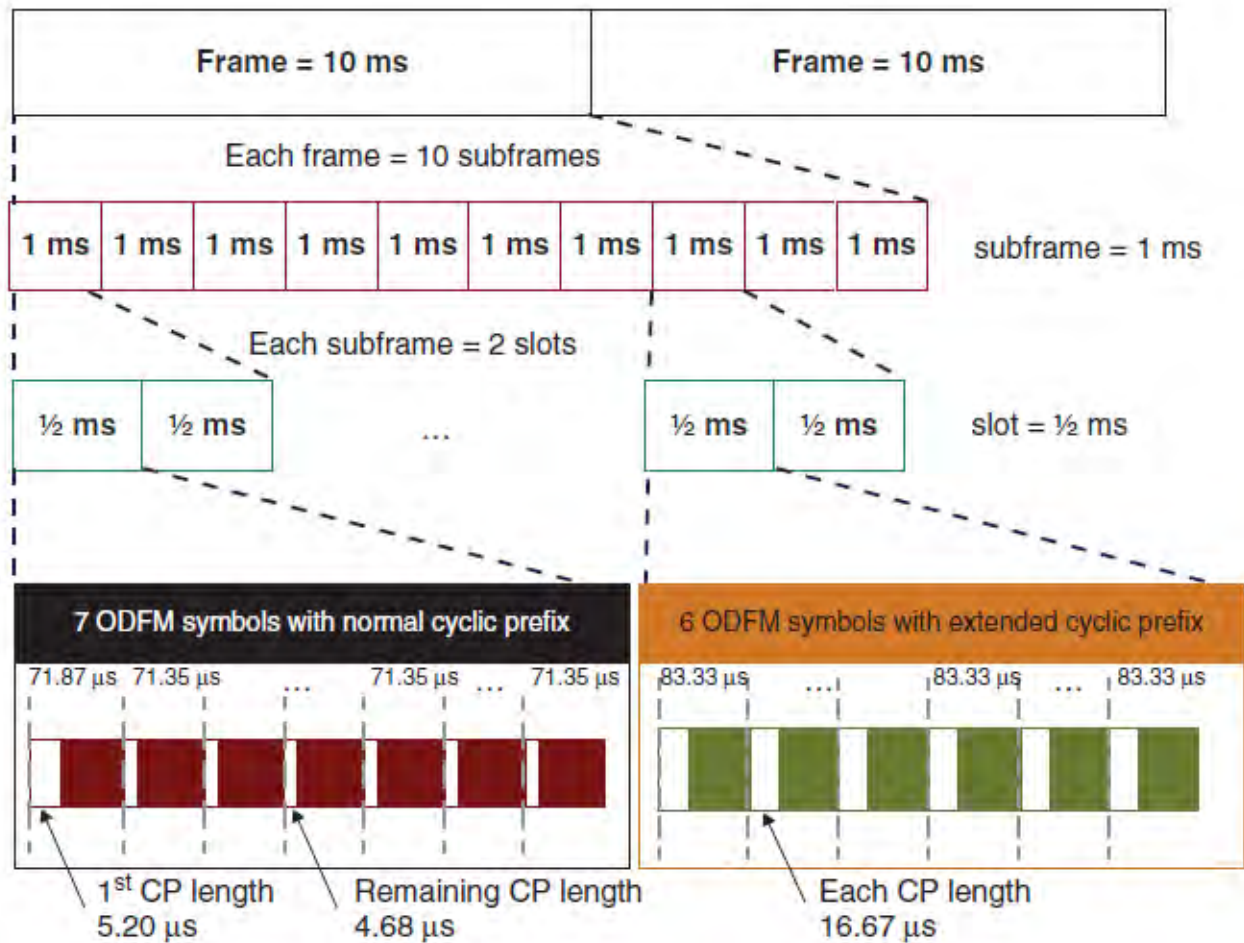 Frame = 10 ms
Frame = 10 ms
Each frame = 10 subframes
1 ms 1 ms 1 ms 1 ms 1 ms 1 ms 1 ms 1 ms 1 ms 1 ms
subframe = 1 ms
Each subframe = 2 slots
½ ms ½ ms ... ½ ms ½ ms
slot = ½ ms
7 ODFM symbols with normal cyclic prefix
71.87 µs 71.35 µs ... 71.35 µs ... 71.35 µs
1st CP length
5.20 µs
Remaining CP length
4.68 µs
6 ODFM symbols with extended cyclic prefix
83.33 µs ... 83.33 µs ... 83.33 µs
Each CP length
16.67 µs